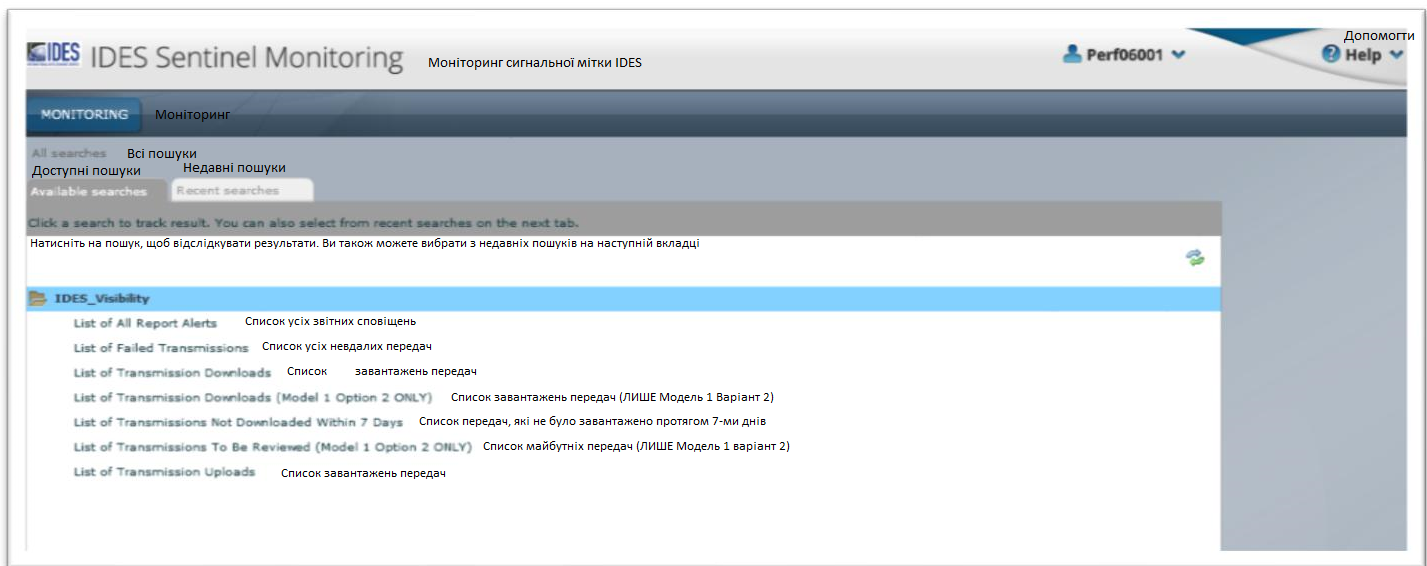 Допомогти
IDES IDES Sentinel Monitoring Моніторинг сигнальної мітки IDES Perf06001 Help
MONITORING Моніторинг
All searches Всі пошуки
Доступні пошуки Недавні пошуки
Available searches Recent searches
Click a search to track result. You can also select from recent searches on the next tab.
Натисніть на пошук, щоб відслідкувати результати. Ви також можете вибрати з недавніх пошуків на наступній вкладці
IDES_Visibility
List of All Report Alerts Список усіх звітних сповіщень
List of Failed Transmissions Список усіх невдалих передач
List of Transmission Downloads Список завантажень передач
List of Transmission Downloads (Model 1 Option 2 ONLY) Список завантажень передач (ЛИШЕ Модель 1 Варіант 2)
List of Transmissions Not Downloaded Within 7 Days Список передач, які не було завантажено протягом 7-ми днів
List of Transmissions To Be Reviewed (Model 1 Option 2 ONLY) Список майбутніх передач (ЛИШЕ Модель 1 варіант 2)
List of Transmission Uploads Список завантажень передач